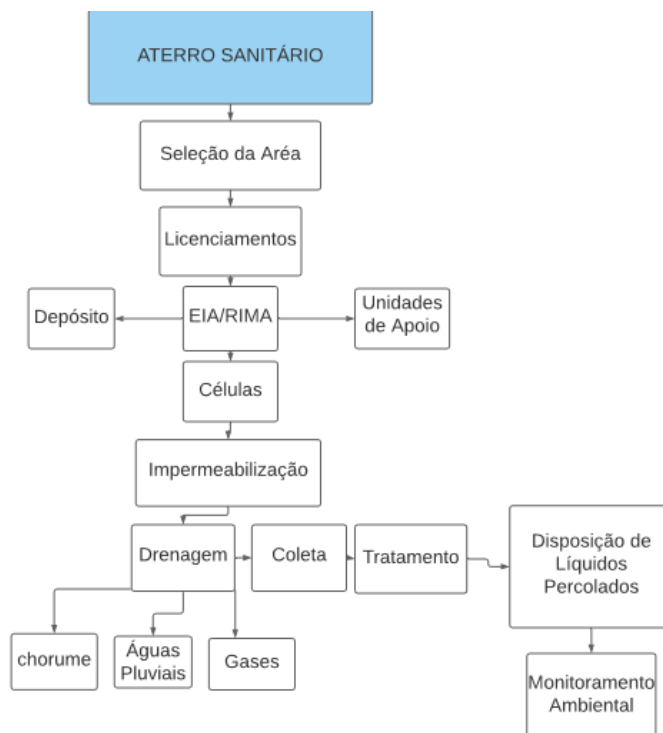 ATERRO SANITÁRIO
Seleção da Aréa
Licenciamentos
Depósito
EIA/RIMA
Unidades
de Apoio
Células
Impermeabilização
Drenagem
Coleta
Tratamento
Disposição de
Líquidos
Percolados
chorume
Águas
Pluviais
Gases
Monitoramento
Ambiental